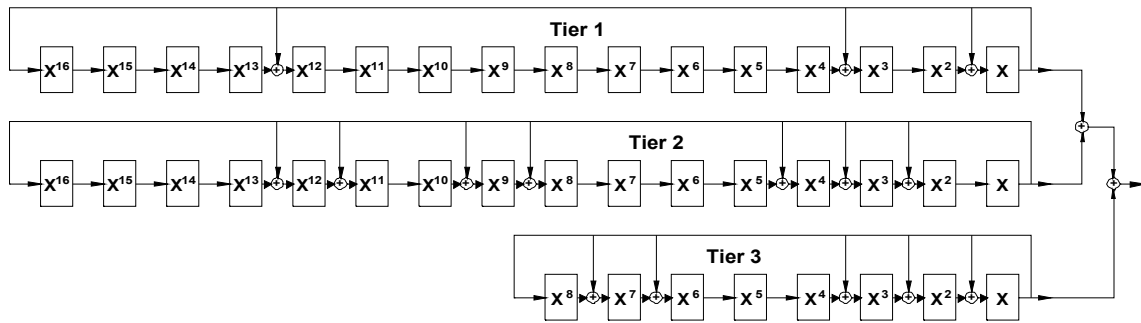 Tier 1
X¹⁶ X¹⁵ X¹⁴ X¹³ + X¹² X¹¹ X¹⁰ X⁹ X⁸ X⁷ X⁶ X⁵ X⁴ + X³ X² + X
+
Tier 2
X¹⁶ X¹⁵ X¹⁴ X¹³ + X¹² + X¹¹ X¹⁰ + X⁹ + X⁸ X⁷ X⁶ X⁵ + X⁴ + X³ + X² X +
Tier 3
X⁸ + X⁷ + X⁶ X⁵ X⁴ + X³ + X² + X